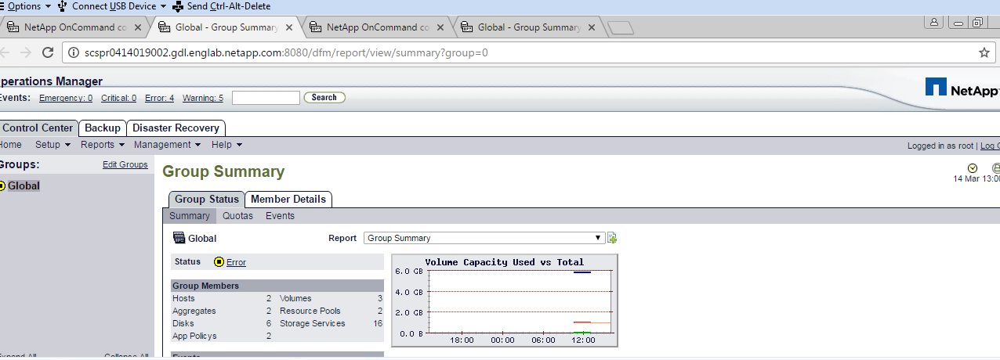 Options Connect USB Device Send Ctrl-Alt-Delete
NetApp OnCommand co Global - Group Summary NetApp OnCommand co Global - Group Summary
scspr0414019002.gdl.englab.netapp.com:8080/dfm/report/view/summary?group=0
perations Manager
Events: Emergency: 0 Critical: 0 Error: 4 Warning: 5 Search
NetApp
Control Center Backup Disaster Recovery
Home Setup Reports Management Help Logged in as root | Log
Groups: Edit Groups
Group Summary
14 Mar 13:00
Global
Group Status Member Details
Summary Quotas Events
Global Report Group Summary
Status Error
Volume Capacity Used vs Total
6.0 GB
4.0 GB
2.0 GB
0.0 B
18:00 00:00 06:00 12:00
Group Members
Hosts 2 Volumes 3
Aggregates 2 Resource Pools 2
Disks 6 Storage Services 16
App Policys 2
Expand All Collapse All
Events